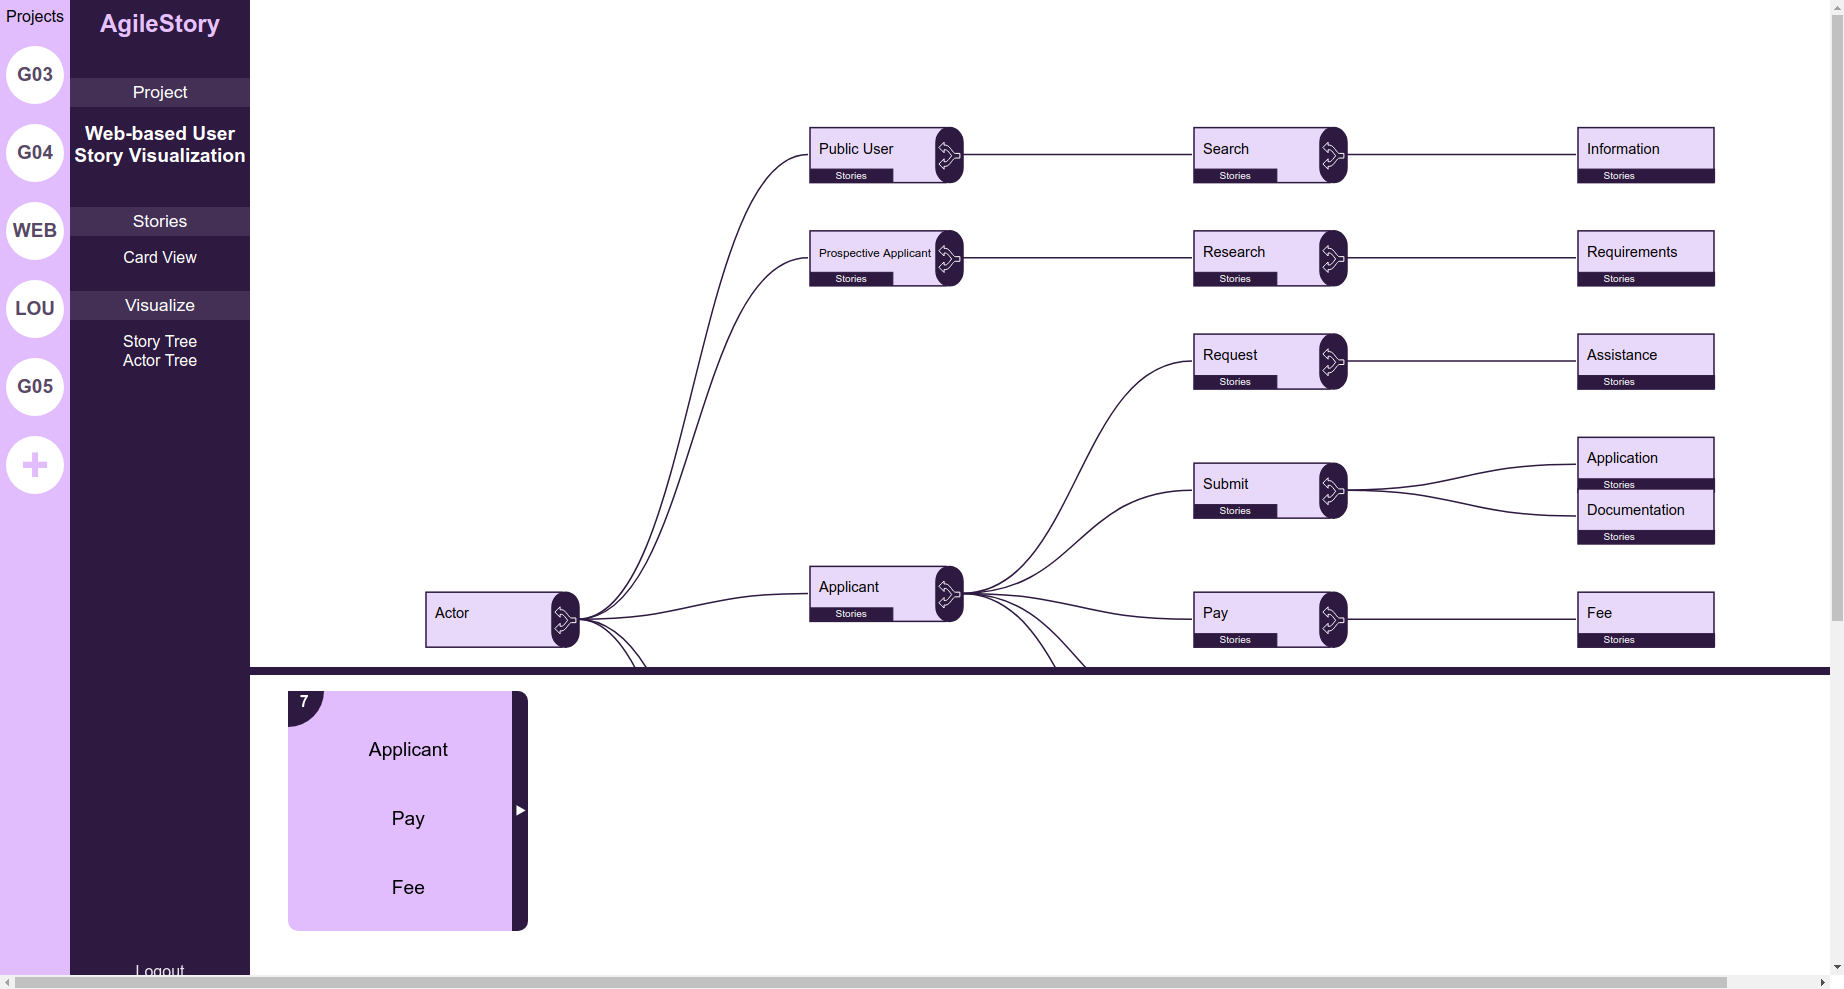 Projects
G03
G04
WEB
LOU
G05
AgileStory
Project
Web-based User
Story Visualization
Stories
Card View
Visualize
Story Tree
Actor Tree
Logout
Public User
Stories
Search
Stories
Information
Stories
Prospective Applicant
Stories
Research
Stories
Requirements
Stories
Request
Stories
Assistance
Stories
Submit
Stories
Application
Stories
Documentation
Stories
Actor
Applicant
Stories
Pay
Stories
Fee
Stories
7
Applicant
Pay
Fee